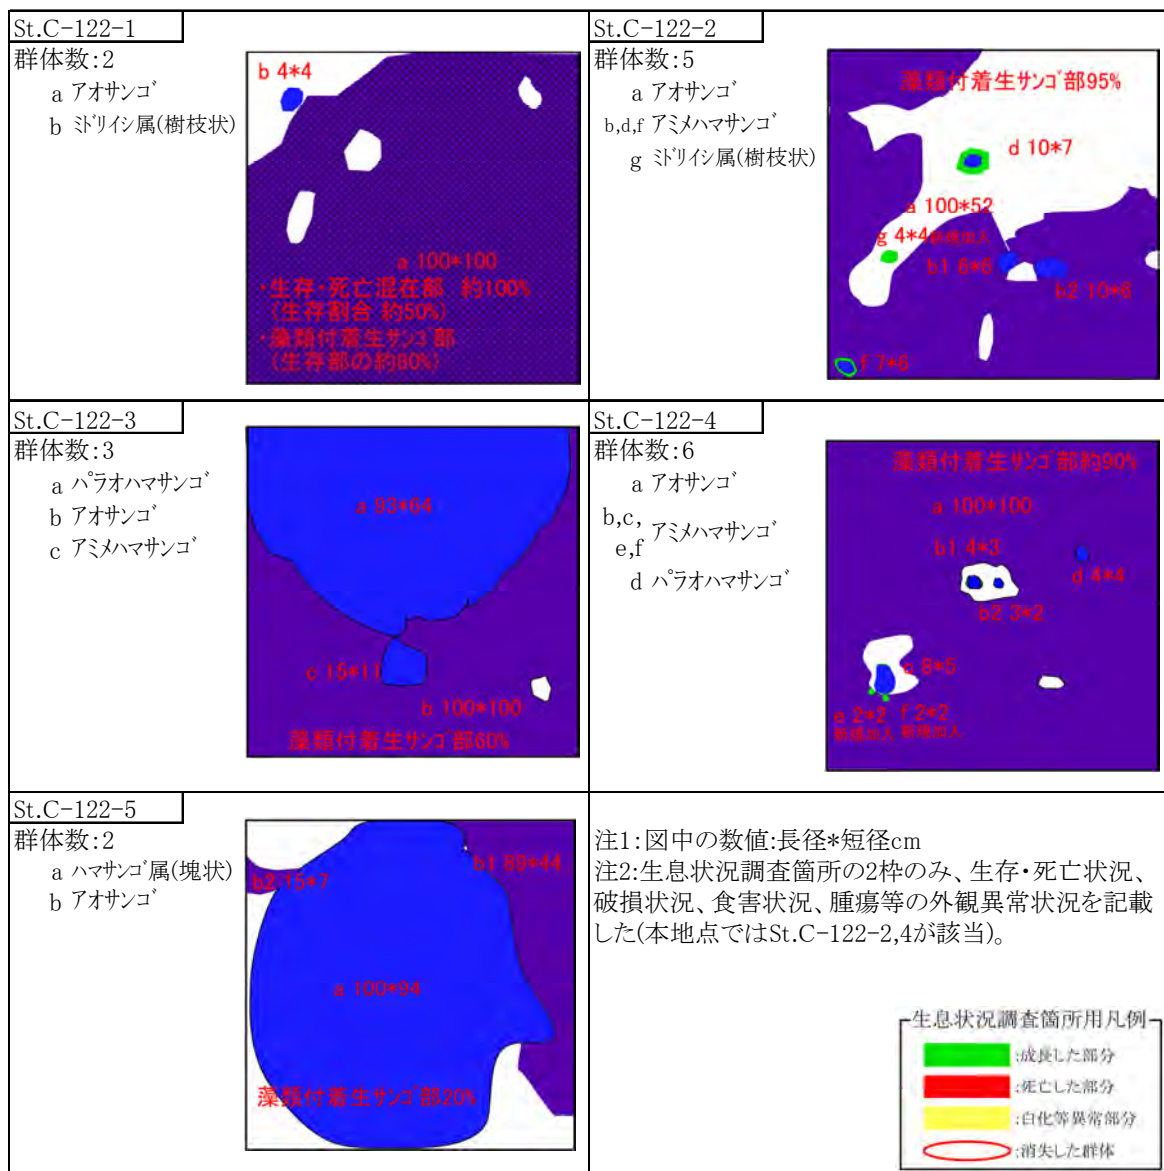 St.C-122-1
群体数:2
a アオサンゴ
b ミドリイシ属(樹枝状)
b 4*4
a 100*100
・生存・死亡混在部 約100%
(生存割合 約50%)
・藻類付着生サンゴ部
(生存部の約80%)
St.C-122-2
群体数:5
a アオサンゴ
b,d,f アミメハマサンゴ
g ミドリイシ属(樹枝状)
藻類付着生サンゴ部95%
d 10*7
a 100*52
g 4*4新規加入
b1 6*6
b2 10*6
f 7*6
St.C-122-3
群体数:3
a パラオハマサンゴ
b アオサンゴ
c アミメハマサンゴ
a 93*64
c 15*11
b 100*100
藻類付着生サンゴ部60%
St.C-122-4
群体数:6
a アオサンゴ
b,c,
e,f アミメハマサンゴ
d パラオハマサンゴ
藻類付着生サンゴ部約90%
a 100*100
b1 4*3
d 4*4
b2 3*2
c 8*5
e 2*2 f 2*2
新規加入 新規加入
St.C-122-5
群体数:2
a ハマサンゴ属(塊状)
b アオサンゴ
b1 89*44
b2 15*7
a 100*94
藻類付着生サンゴ部20%
注1:図中の数値:長径*短径cm
注2:生息状況調査箇所の2枠のみ、生存・死亡状況、
破損状況、食害状況、腫瘍等の外観異常状況を記載
した(本地点ではSt.C-122-2,4が該当)。
生息状況調査箇所用凡例
:成長した部分
:死亡した部分
:白化等異常部分
:消失した群体